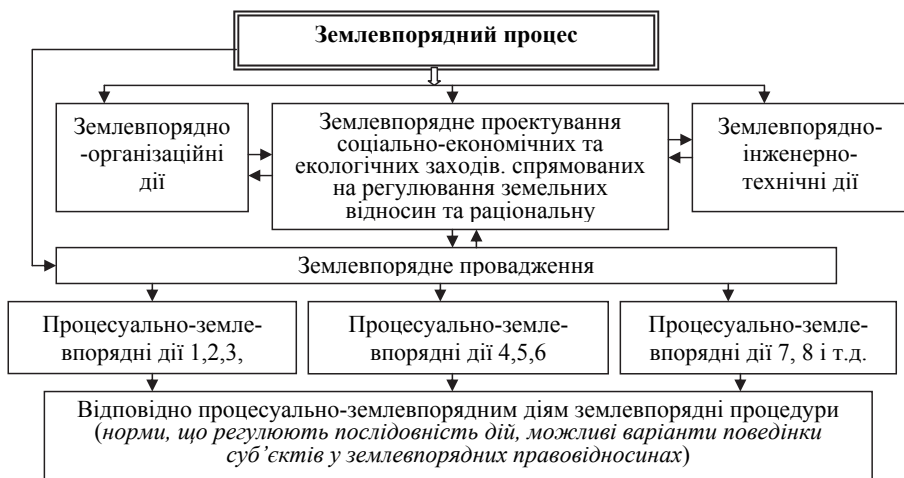 Землевпорядний процес
Землевпорядно
-організаційні
дії
Землевпорядне проектування
соціально-економічних та
екологічних заходів. спрямованих
на регулювання земельних
відносин та раціональну
Землевпорядно-
інженерно-
технічні дії
Землевпорядне провадження
Процесуально-земле-
впорядні дії 1,2,3,
Процесуально-земле-
впорядні дії 4,5,6
Процесуально-земле-
впорядні дії 7, 8 і т.д.
Відповідно процесуально-землевпорядним діям землевпорядні процедури
(норми, що регулюють послідовність дій, можливі варіанти поведінки
суб’єктів у землевпорядних правовідносинах)